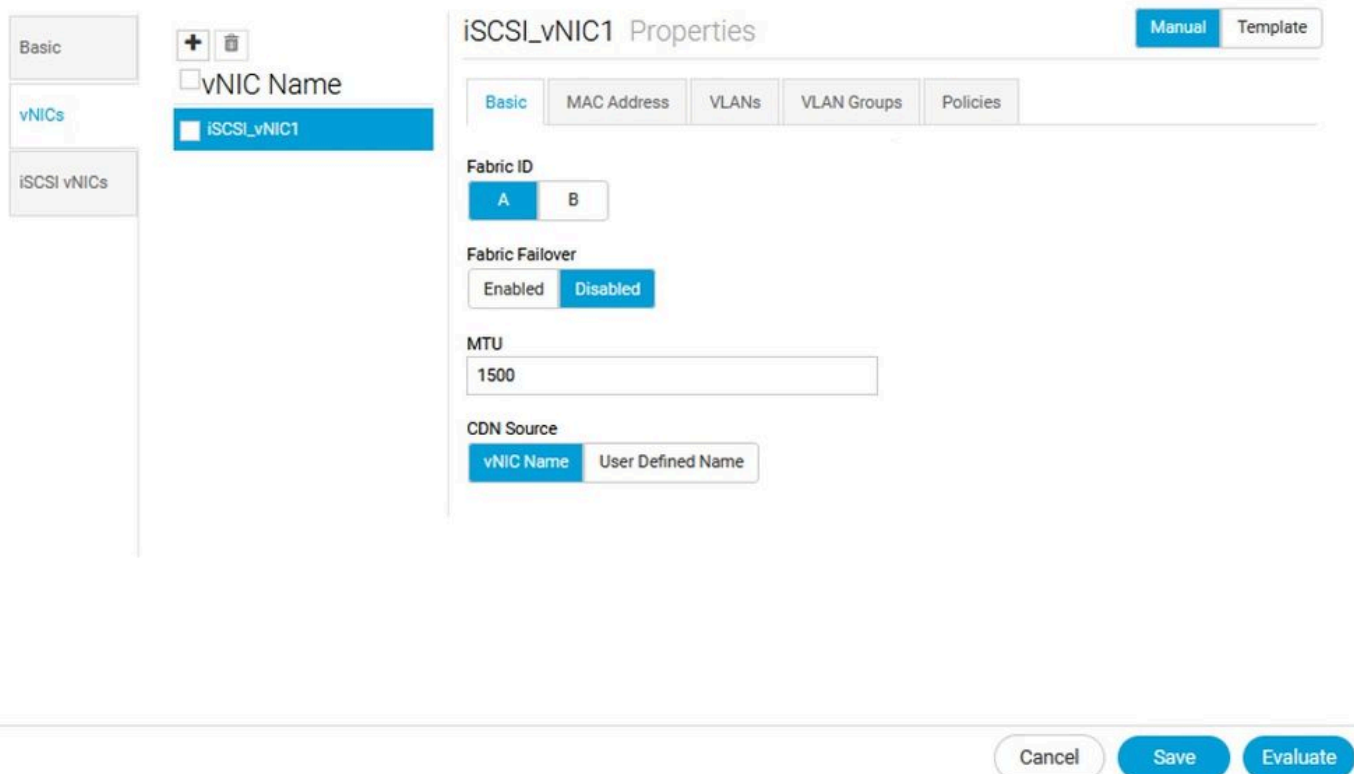 Basic
vNICs
iSCSI vNICs
vNIC Name
iSCSI_vNIC1
iSCSI_vNIC1 Properties
Manual Template
Basic MAC Address VLANs VLAN Groups Policies
Fabric ID
A B
Fabric Failover
Enabled Disabled
MTU
1500
CDN Source
vNIC Name User Defined Name
Cancel Save Evaluate